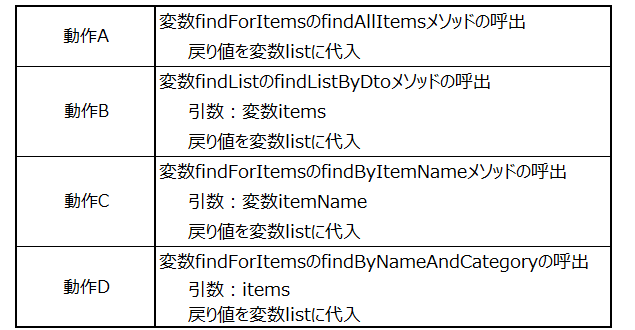 動作A
変数findForItemsのfindAllItemsメソッドの呼出
戻り値を変数listに代入
動作B
変数findListのfindListByDtoメソッドの呼出
引数：変数items
戻り値を変数listに代入
動作C
変数findForItemsのfindByItemNameメソッドの呼出
引数：変数itemName
戻り値を変数listに代入
動作D
変数findForItemsのfindByNameAndCategoryの呼出
引数：items
戻り値を変数listに代入